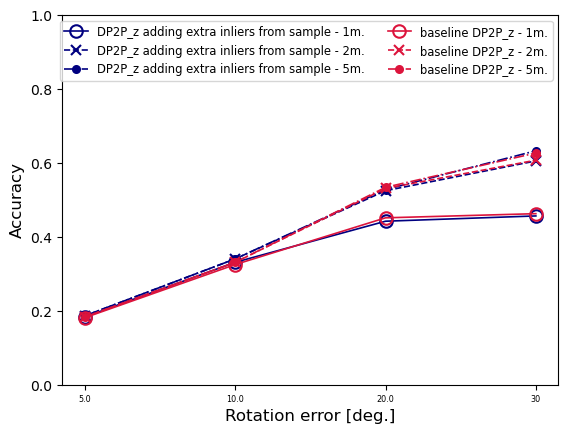 1.0
0.8
0.6
0.4
0.2
0.0
Accuracy
DP2P_z adding extra inliers from sample - 1m.
DP2P_z adding extra inliers from sample - 2m.
DP2P_z adding extra inliers from sample - 5m.
baseline DP2P_z - 1m.
baseline DP2P_z - 2m.
baseline DP2P_z - 5m.
5.0 10.0 20.0 30
Rotation error [deg.]